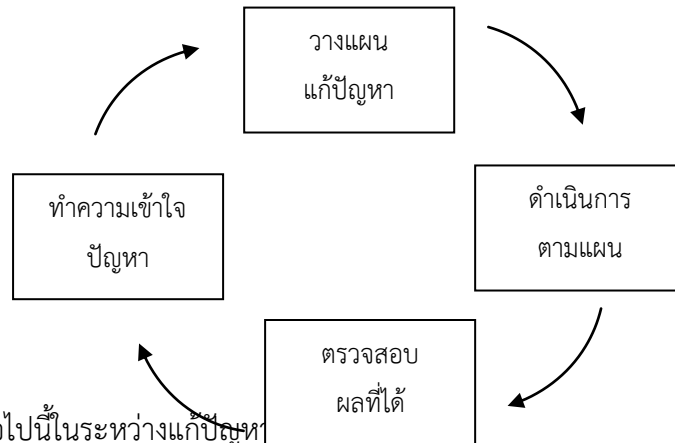 วางแผน
แก้ปัญหา
ดำเนินการ
ตามแผน
ทำความเข้าใจ
ปัญหา
ตรวจสอบ
ผลที่ได้
ไปนี้ในระหว่างแก้ปัญหา